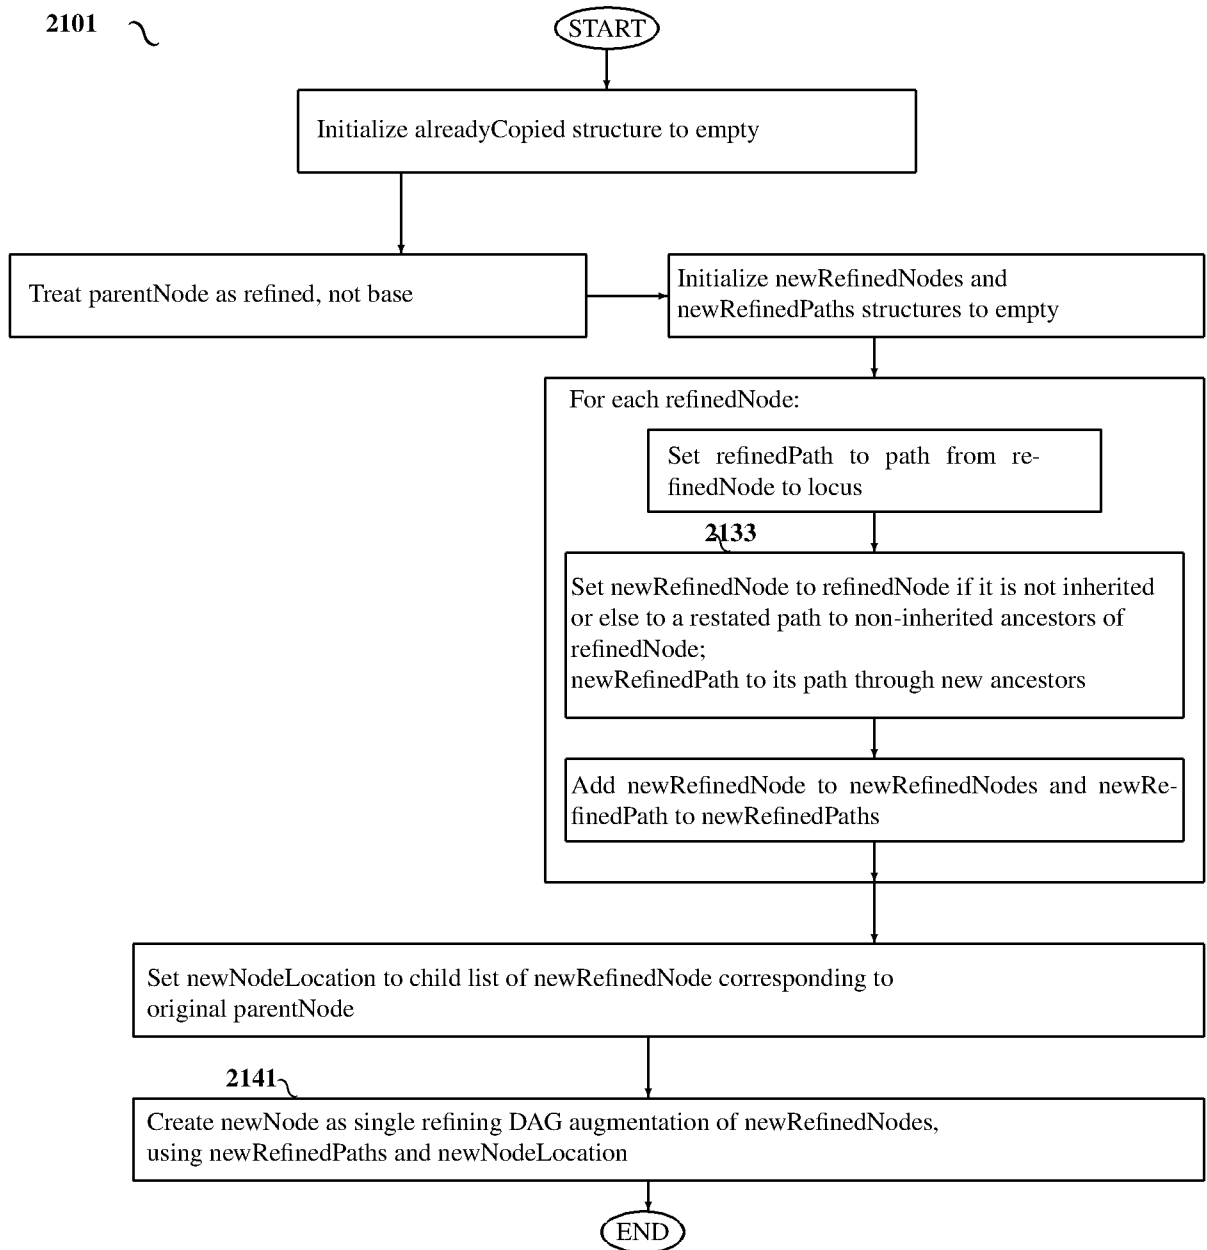 2101
START
Initialize alreadyCopied structure to empty
Treat parentNode as refined, not base
Initialize newRefinedNodes and
newRefinedPaths structures to empty
For each refinedNode:
Set refinedPath to path from re-
finedNode to locus
2133
Set newRefinedNode to refinedNode if it is not inherited
or else to a restated path to non-inherited ancestors of
refinedNode;
newRefinedPath to its path through new ancestors
Add newRefinedNode to newRefinedNodes and newRe-
finedPath to newRefinedPaths
Set newNodeLocation to child list of newRefinedNode corresponding to
original parentNode
2141
Create newNode as single refining DAG augmentation of newRefinedNodes,
using newRefinedPaths and newNodeLocation
END